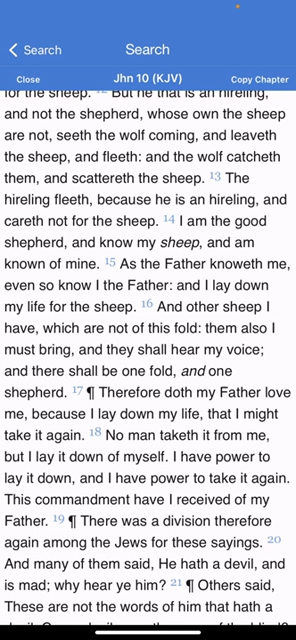 Search
Search
Close
Jhn 10 (KJV)
Copy Chapter
for the sheep. 12 But he that is an hireling,
and not the shepherd, whose own the sheep
are not, seeth the wolf coming, and leaveth
the sheep, and fleeth: and the wolf catcheth
them, and scattereth the sheep. 13 The
hireling fleeth, because he is an hireling, and
careth not for the sheep. 14 I am the good
shepherd, and know my sheep, and am
known of mine. 15 As the Father knoweth me,
even so know I the Father: and I lay down
my life for the sheep. 16 And other sheep I
have, which are not of this fold: them also I
must bring, and they shall hear my voice;
and there shall be one fold, and one
shepherd. 17 ¶ Therefore doth my Father love
me, because I lay down my life, that I might
take it again. 18 No man taketh it from me,
but I lay it down of myself. I have power to
lay it down, and I have power to take it again.
This commandment have I received of my
Father. 19 ¶ There was a division therefore
again among the Jews for these sayings. 20
And many of them said, He hath a devil, and
is mad; why hear ye him? 21 ¶ Others said,
These are not the words of him that hath a